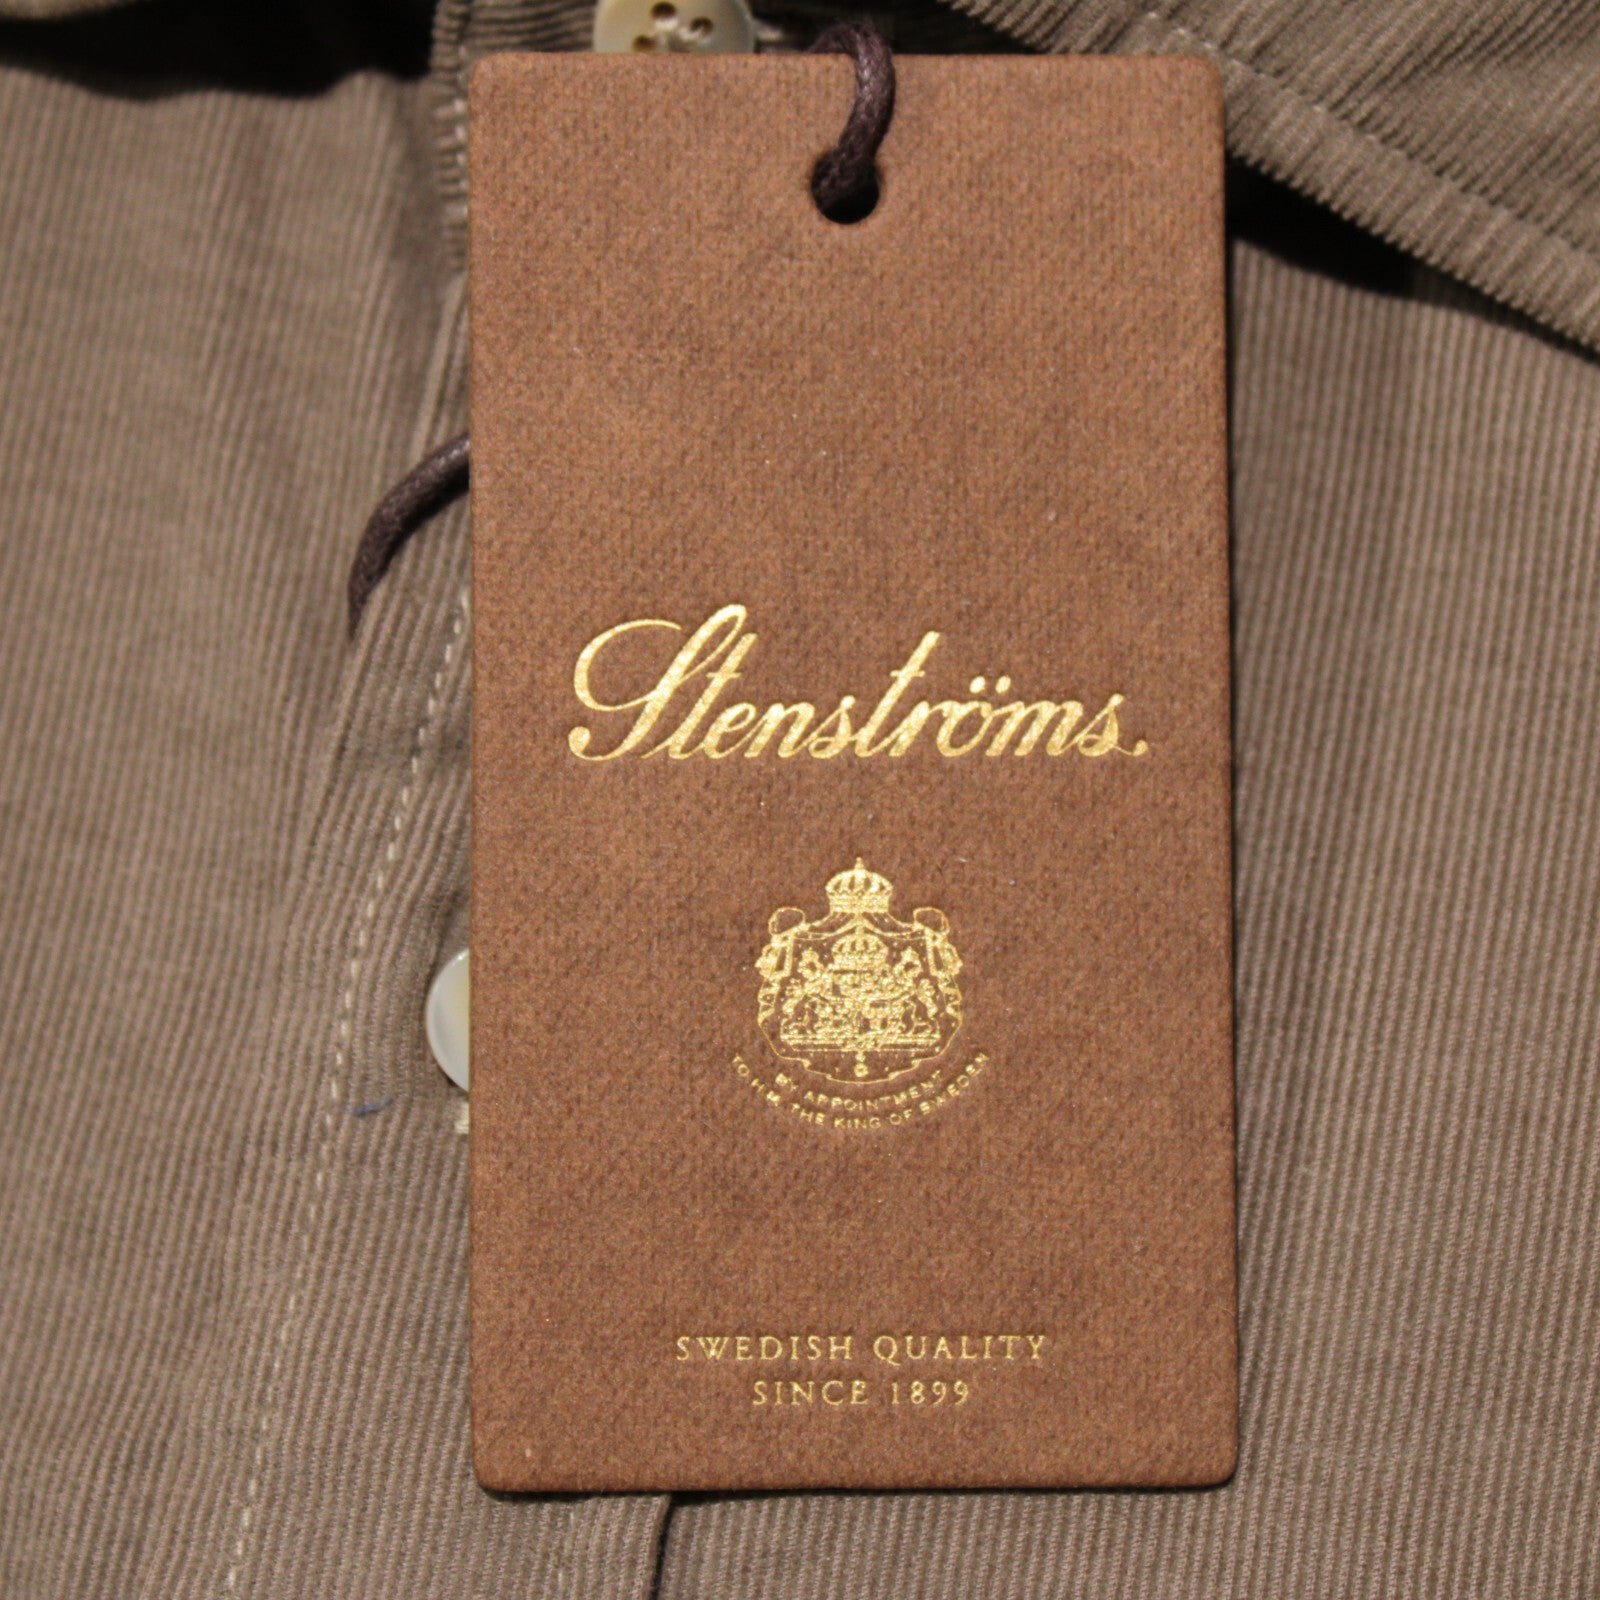 Stenströms
BY APPOINTMENT
TO H.M. THE KING OF SWEDEN
SWEDISH QUALITY
SINCE 1899